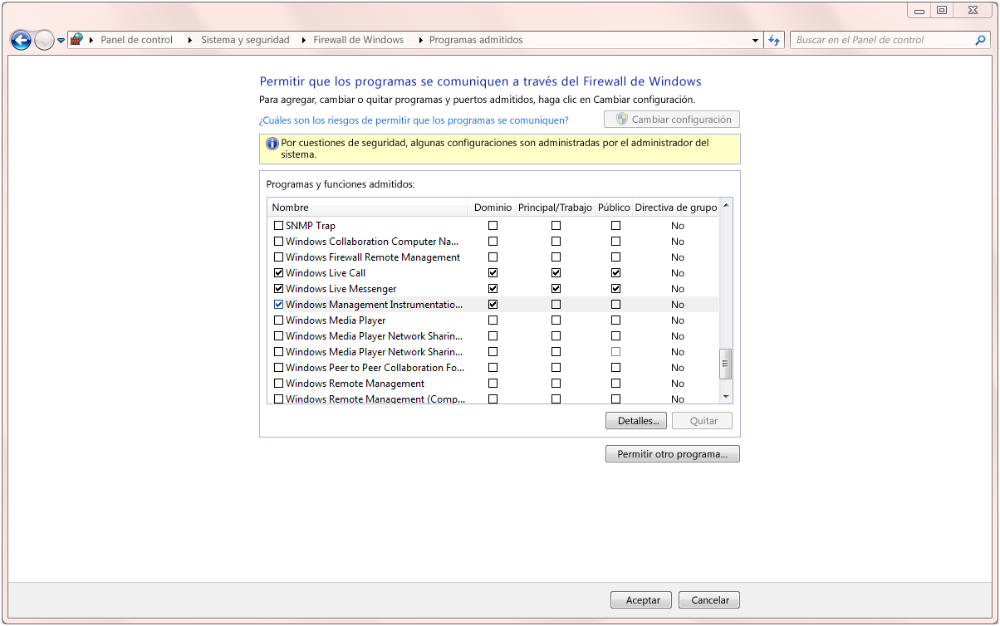 Panel de control Sistema y seguridad Firewall de Windows Programas admitidos Buscar en el Panel de control
Permitir que los programas se comuniquen a través del Firewall de Windows
Para agregar, cambiar o quitar programas y puertos admitidos, haga clic en Cambiar configuración.
¿Cuáles son los riesgos de permitir que los programas se comuniquen? Cambiar configuración
Por cuestiones de seguridad, algunas configuraciones son administradas por el administrador del
sistema.
Programas y funciones admitidos:
Nombre Dominio Principal/Trabajo Público Directiva de grupo
SNMP Trap No
Windows Collaboration Computer Na... No
Windows Firewall Remote Management No
Windows Live Call No
Windows Live Messenger No
Windows Management Instrumentatio... No
Windows Media Player No
Windows Media Player Network Sharin... No
Windows Media Player Network Sharin... No
Windows Peer to Peer Collaboration Fo... No
Windows Remote Management No
Windows Remote Management (Comp... No
Detalles... Quitar
Permitir otro programa...
Aceptar Cancelar